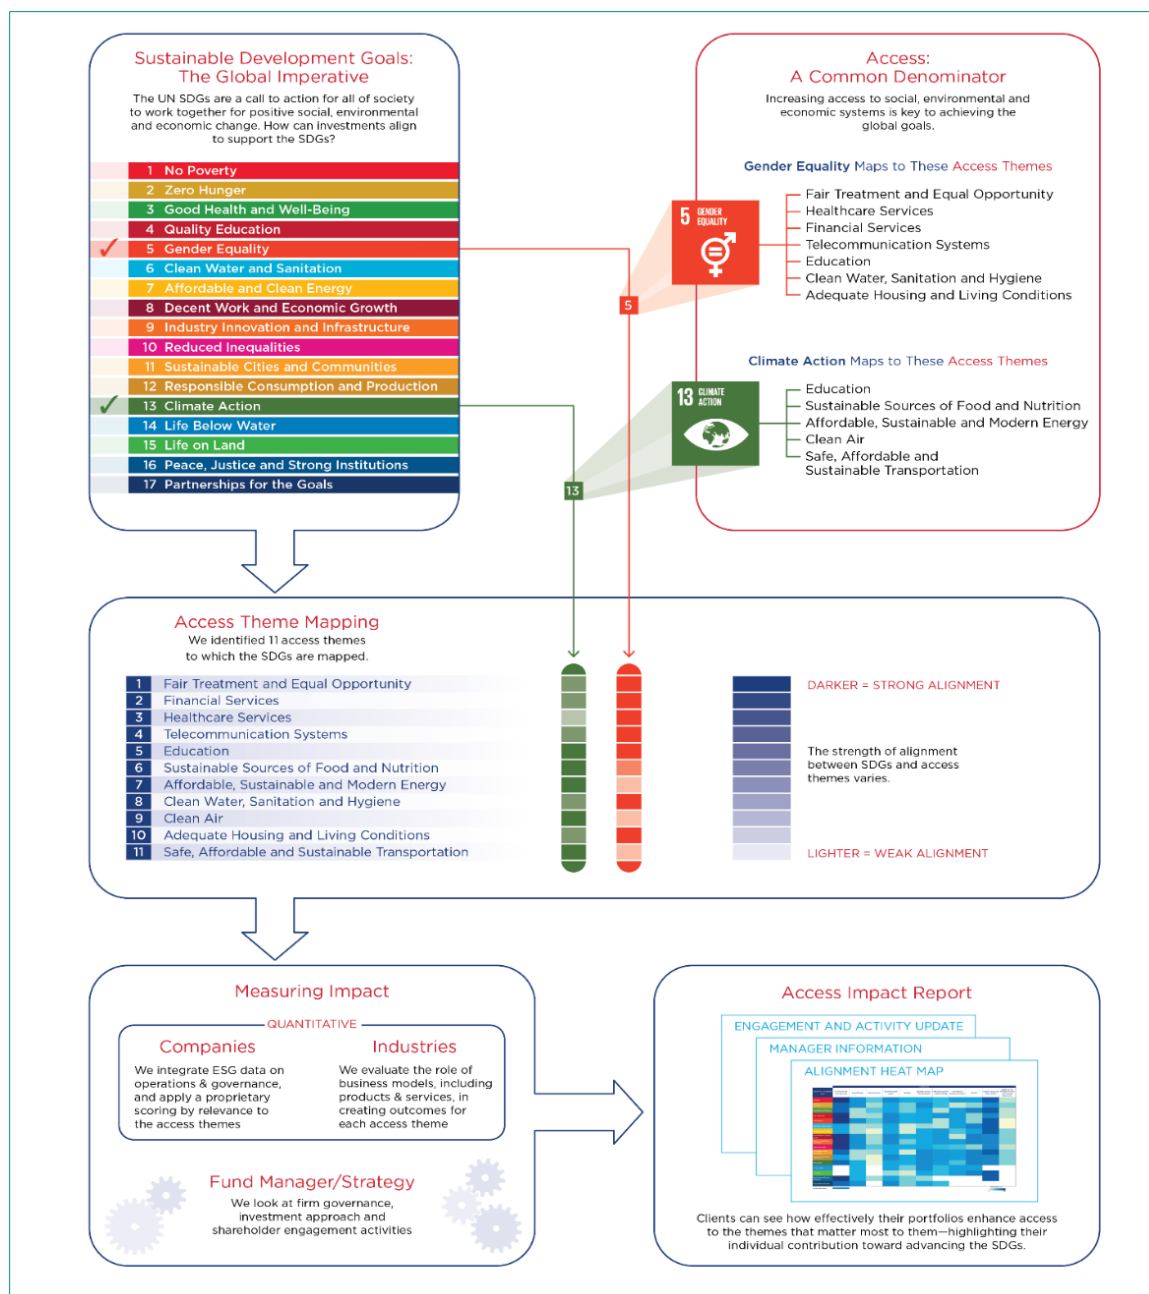 Sustainable Development Goals:
The Global Imperative
The UN SDGs are a call to action for all of society
to work together for positive social, environmental
and economic change. How can investments align
to support the SDGs?
1 No Poverty
2 Zero Hunger
3 Good Health and Well-Being
4 Quality Education
5 Gender Equality
6 Clean Water and Sanitation
7 Affordable and Clean Energy
8 Decent Work and Economic Growth
9 Industry Innovation and Infrastructure
10 Reduced Inequalities
11 Sustainable Cities and Communities
12 Responsible Consumption and Production
13 Climate Action
14 Life Below Water
15 Life on Land
16 Peace, Justice and Strong Institutions
17 Partnerships for the Goals
Access:
A Common Denominator
Increasing access to social, environmental and
economic systems is key to achieving the
global goals.
Gender Equality Maps to These Access Themes
5 GENDER
EQUALITY
Fair Treatment and Equal Opportunity
Healthcare Services
Financial Services
Telecommunication Systems
Education
Clean Water, Sanitation and Hygiene
Adequate Housing and Living Conditions
5
Climate Action Maps to These Access Themes
13 CLIMATE
ACTION
Education
Sustainable Sources of Food and Nutrition
Affordable, Sustainable and Modern Energy
Clean Air
Safe, Affordable and
Sustainable Transportation
13
Access Theme Mapping
We identified 11 access themes
to which the SDGs are mapped.
1 Fair Treatment and Equal Opportunity
2 Financial Services
3 Healthcare Services
4 Telecommunication Systems
5 Education
6 Sustainable Sources of Food and Nutrition
7 Affordable, Sustainable and Modern Energy
8 Clean Water, Sanitation and Hygiene
9 Clean Air
10 Adequate Housing and Living Conditions
11 Safe, Affordable and Sustainable Transportation
DARKER = STRONG ALIGNMENT
The strength of alignment
between SDGs and access
themes varies.
LIGHTER = WEAK ALIGNMENT
Measuring Impact
QUANTITATIVE
Companies
We integrate ESG data on
operations & governance,
and apply a proprietary
scoring by relevance to
the access themes
Industries
We evaluate the role of
business models, including
products & services, in
creating outcomes for
each access theme
Fund Manager/Strategy
We look at firm governance,
investment approach and
shareholder engagement activities
Access Impact Report
ENGAGEMENT AND ACTIVITY UPDATE
MANAGER INFORMATION
ALIGNMENT HEAT MAP
Clients can see how effectively their portfolios enhance access
to the themes that matter most to them—highlighting their
individual contribution toward advancing the SDGs.